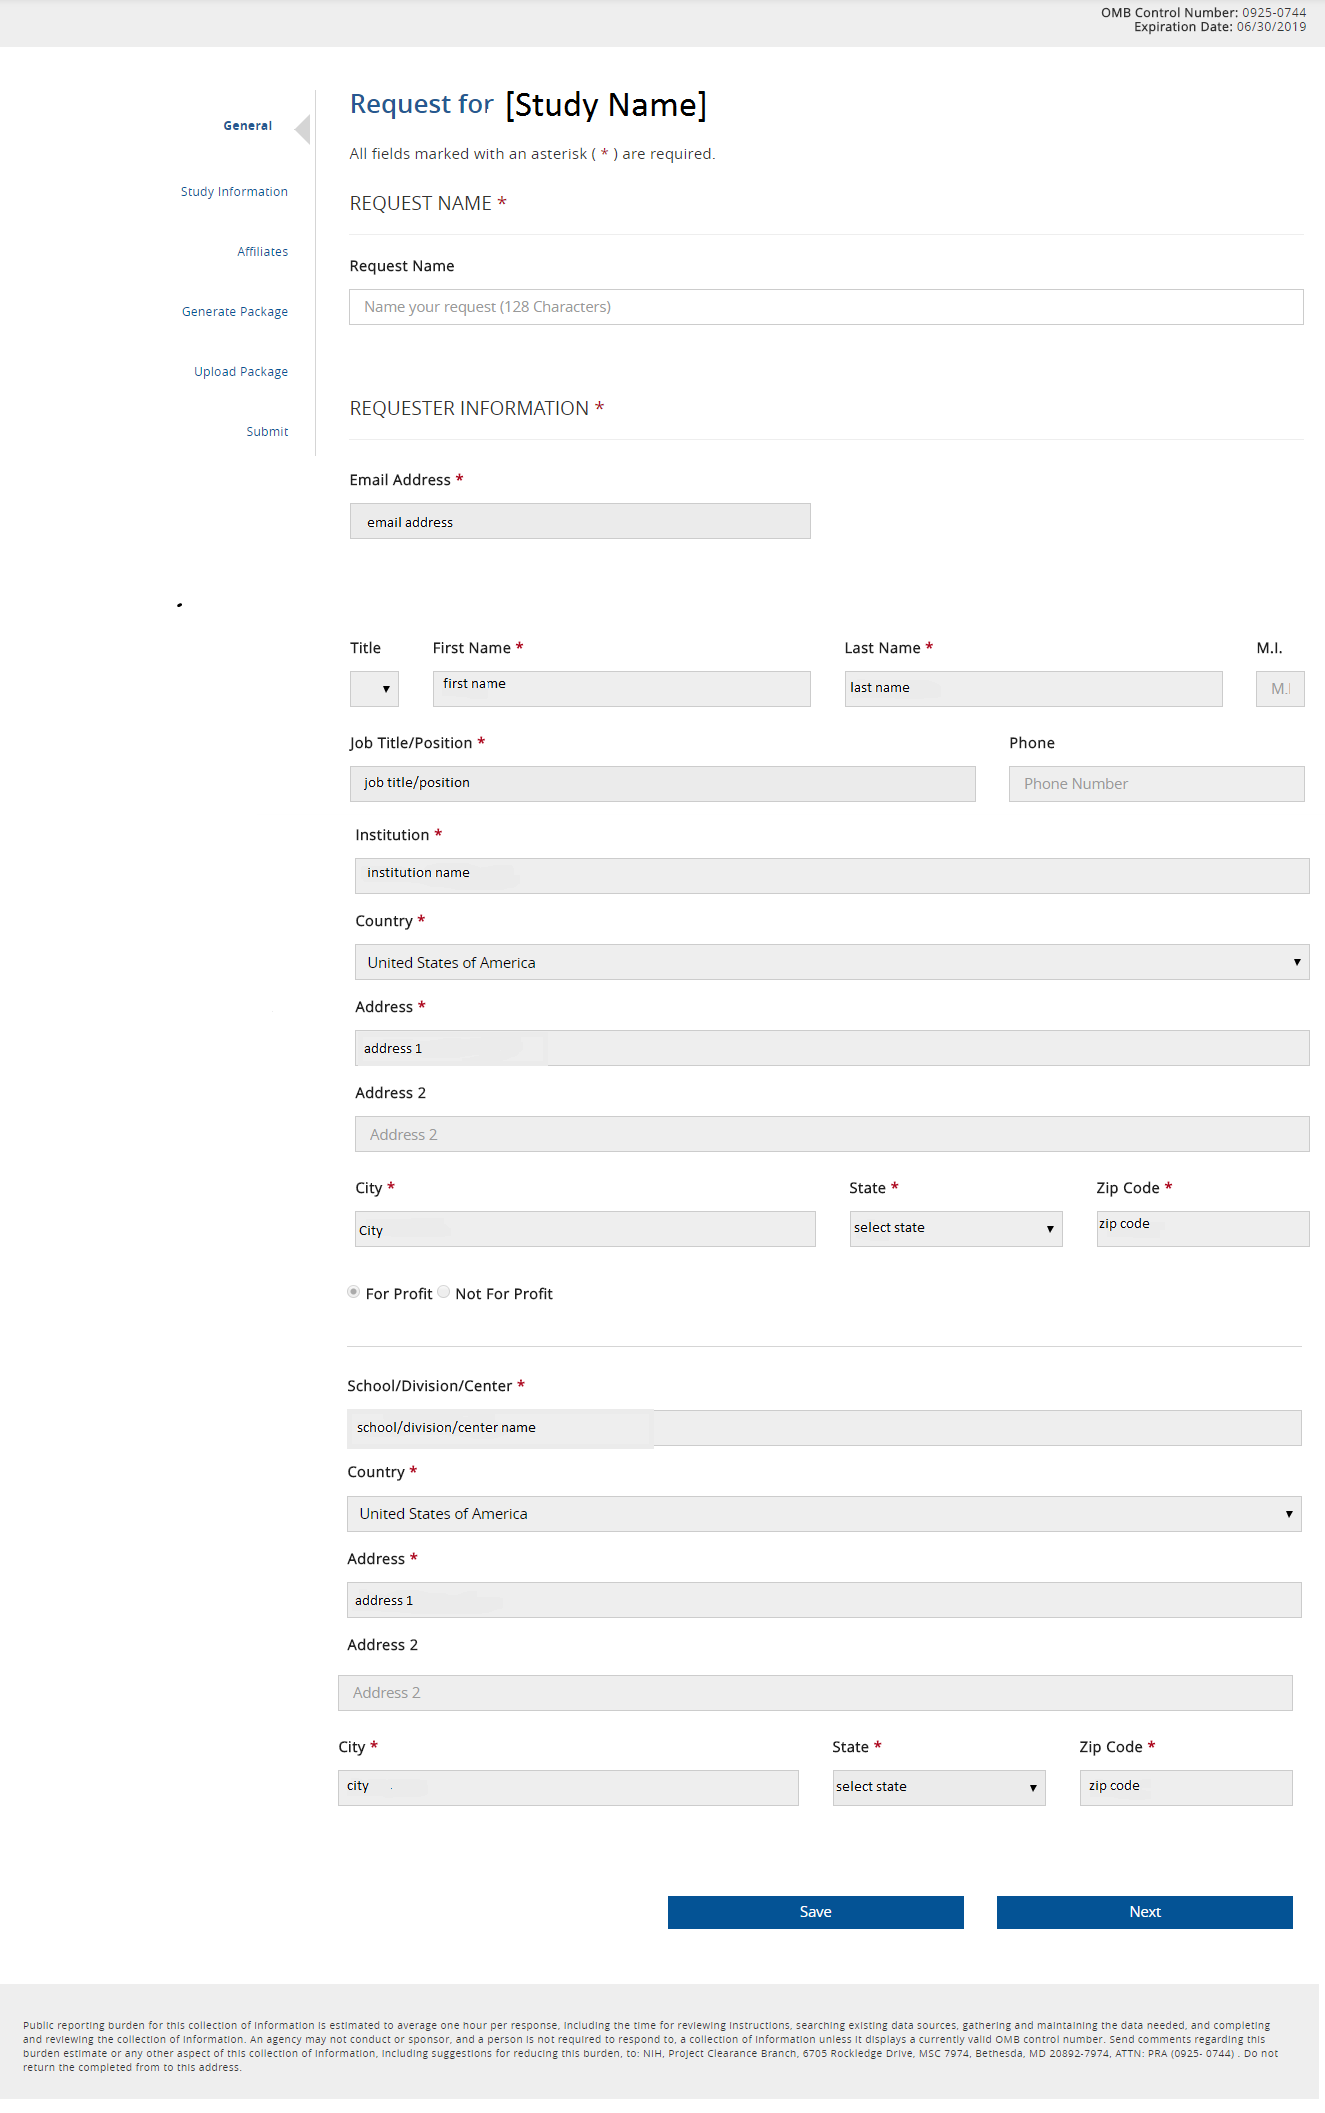 OMB Control Number: 0925-0744
Expiration Date: 06/30/2019
General
Study Information
Affiliates
Generate Package
Upload Package
Submit
Request for [Study Name]
All fields marked with an asterisk ( * ) are required.
REQUEST NAME *
Request Name
Name your request (128 Characters)
REQUESTER INFORMATION *
Email Address *
email address
Title First Name * Last Name * M.I.
first name last name M.I
Job Title/Position * Phone
job title/position Phone Number
Institution *
institution name
Country *
United States of America
Address *
address 1
Address 2
Address 2
City * State * Zip Code *
City select state zip code
For Profit Not For Profit
School/Division/Center *
school/division/center name
Country *
United States of America
Address *
address 1
Address 2
Address 2
City * State * Zip Code *
city select state zip code
Save Next
Public reporting burden for this collection of information is estimated to average one hour per response, including the time for reviewing instructions, searching existing data sources, gathering and maintaining the data needed, and completing
and reviewing the collection of information. An agency may not conduct or sponsor, and a person is not required to respond to, a collection of information unless it displays a currently valid OMB control number. Send comments regarding this
burden estimate or any other aspect of this collection of information, including suggestions for reducing this burden, to: NIH, Project Clearance Branch, 6705 Rockledge Drive, MSC 7974, Bethesda, MD 20892-7974, ATTN: PRA (0925- 0744) . Do not
return the completed from to this address.